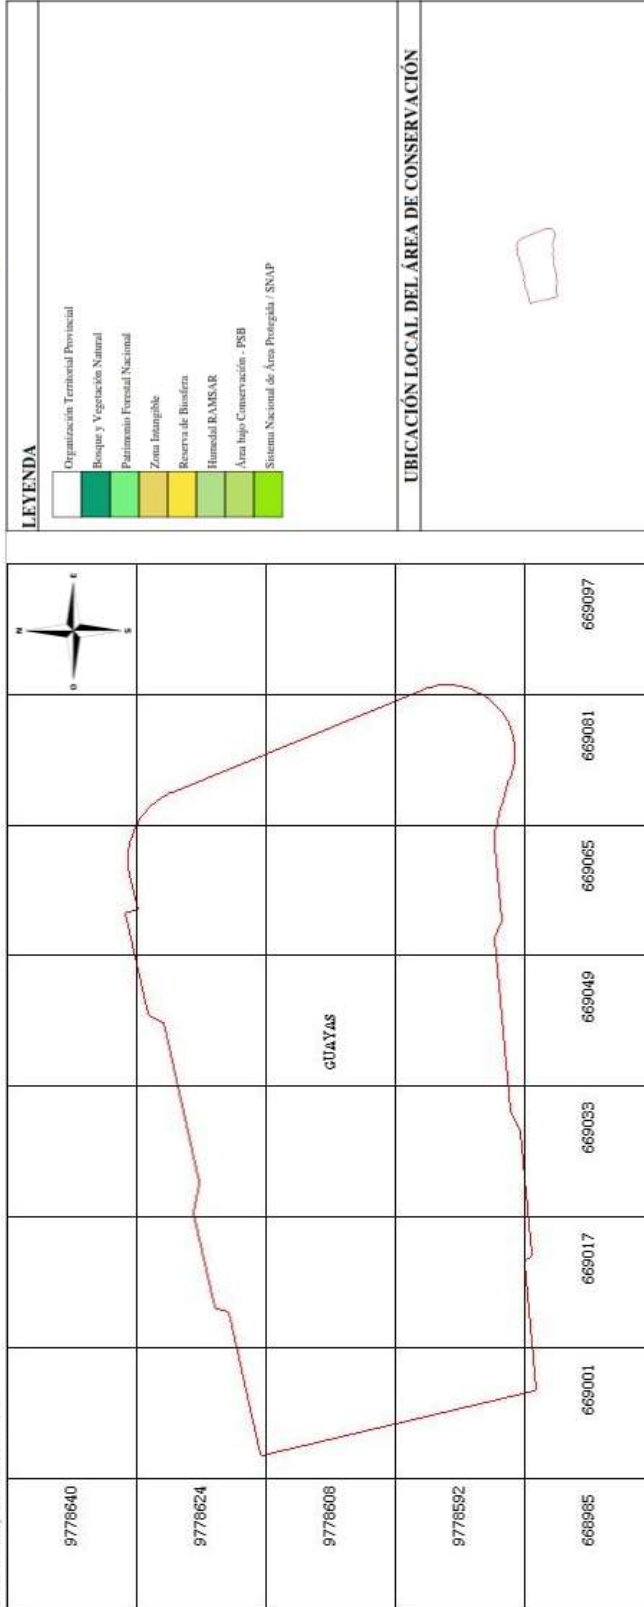 LEYENDA
Organización Territorial Provincial
Bosque y Vegetación Natural
Patrimonio Forestal Nacional
Zona Intangible
Reserva de Biosfera
Humedal RAMSAR
Área bajo Conservación - PSB
Sistema Nacional de Área Protegida / SNAP
UBICACIÓN LOCAL DEL ÁREA DE CONSERVACIÓN
N
O
E
S
GUAYAS
9778640
9778624
9778608
9778592
668985
669001
669017
669033
669049
669065
669081
669097